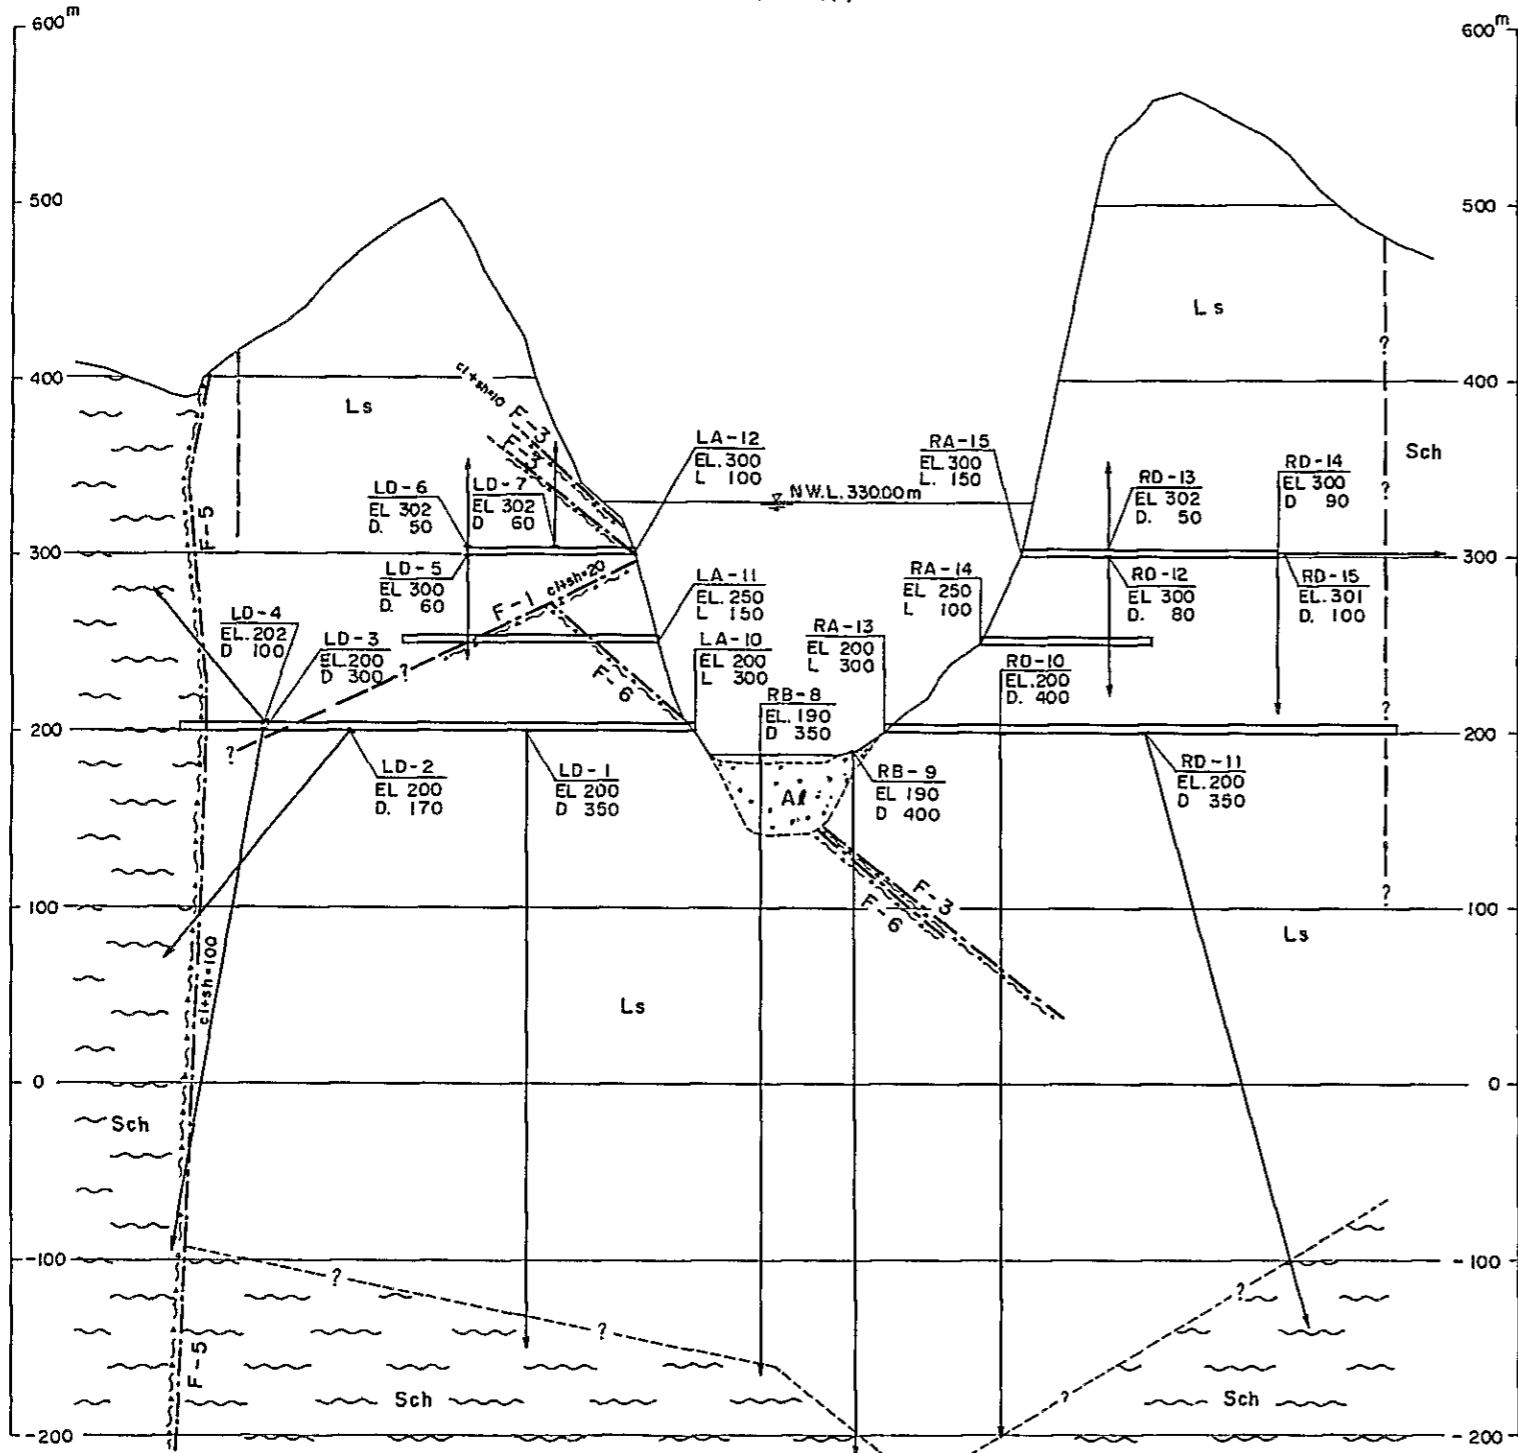 600m
600m
500
500
Ls
400
400
cl+sh=10
F-3
F-3
Ls
?
Sch
LA-12
EL.300
L 100
RA-15
EL.300
L. 150
N.W.L. 330.00m
LD-6
EL 302
D. 50
LD-7
EL 302
D 60
RD-13
EL 302
D. 50
RD-14
EL 300
D 90
?
F-5
300
300
LD-5
EL 300
D. 60
F-1
cl+sh=20
LA-11
EL. 250
L 150
RA-14
EL 250
L 100
RD-12
EL 300
D. 80
RD-15
EL.301
D. 100
LD-4
EL.202
D 100
LD-3
EL.200
D 300
?
F-6
LA-10
EL 200
L 300
RA-13
EL 200
L 300
RD-10
EL.200
D. 400
RB-8
EL.190
D 350
?
200
?
200
LD-2
EL 200
D. 170
LD-1
EL 200
D 350
Al
RB-9
EL 190
D 400
RD-11
EL.200
D 350
F-3
F-6
?
100
100
Ls
cl+sh=100
Ls
0
0
Sch
-100
-100
?
?
?
F-5
Sch
?
Sch
-200
-200